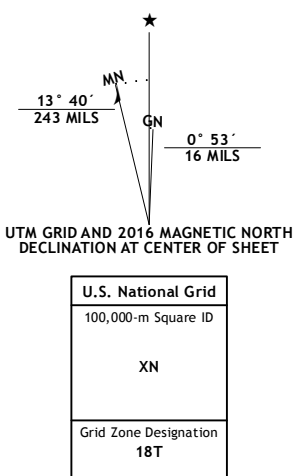 ★
MN
GN
13° 40´
243 MILS
0° 53´
16 MILS
UTM GRID AND 2016 MAGNETIC NORTH
DECLINATION AT CENTER OF SHEET
U.S. National Grid
100,000-m Square ID
XN
Grid Zone Designation
18T